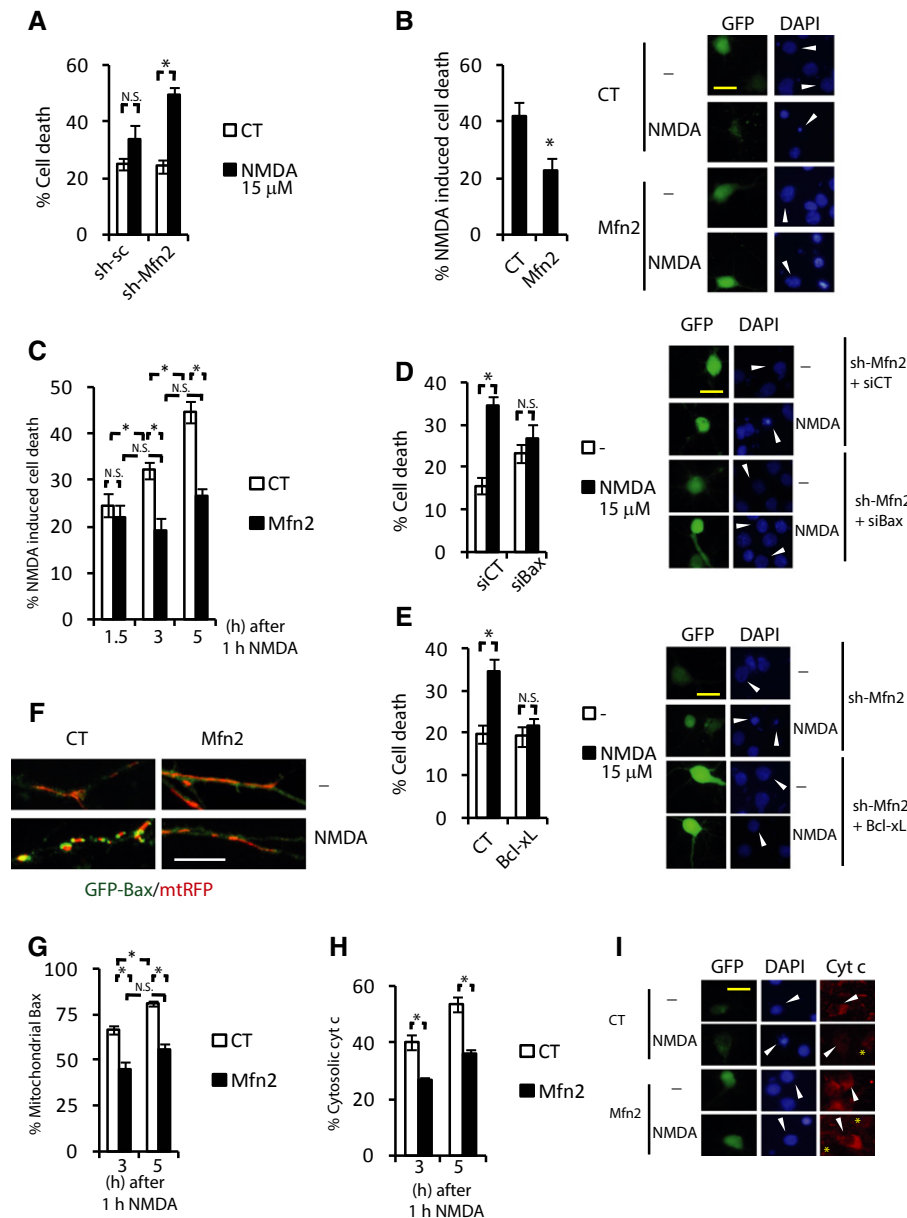 A
% Cell death
60
40
20
0
N.S.
*
CT
NMDA
15 µM
sh-sc
sh-Mfn2
B
% NMDA induced cell death
60
40
20
0
*
CT
Mfn2
GFP
DAPI
CT
–
NMDA
Mfn2
–
NMDA
C
% NMDA induced cell death
50
40
30
20
10
0
N.S.
*
N.S.
*
*
N.S.
*
CT
Mfn2
1.5
3
5
(h) after
1 h NMDA
D
% Cell death
40
30
20
10
0
*
N.S.
-
NMDA
15 µM
siCT
siBax
GFP
DAPI
–
NMDA
sh-Mfn2
+ siCT
–
NMDA
sh-Mfn2
+ siBax
E
% Cell death
40
30
20
10
0
*
N.S.
-
NMDA
15 µM
CT
Bcl-xL
GFP
DAPI
–
NMDA
sh-Mfn2
–
NMDA
sh-Mfn2
+ Bcl-xL
F
CT
Mfn2
–
NMDA
GFP-Bax/mtRFP
G
% Mitochondrial Bax
100
75
50
25
0
*
*
*
N.S.
CT
Mfn2
3
5
(h) after
1 h NMDA
H
% Cytosolic cyt c
60
40
20
0
*
*
CT
Mfn2
3
5
(h) after
1 h NMDA
I
GFP
DAPI
Cyt c
CT
–
NMDA
*
Mfn2
–
NMDA
*
*